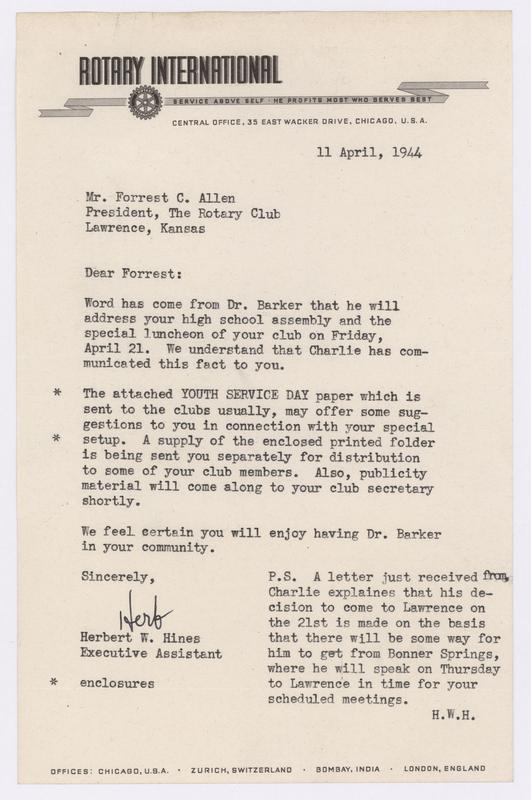 ROTARY INTERNATIONAL
SERVICE ABOVE SELF - HE PROFITS MOST WHO SERVES BEST
CENTRAL OFFICE, 35 EAST WACKER DRIVE, CHICAGO, U.S.A.
11 April, 1944
Mr. Forrest C. Allen
President, The Rotary Club
Lawrence, Kansas
Dear Forrest:
Word has come from Dr. Barker that he will
address your high school assembly and the
special luncheon of your club on Friday,
April 21. We understand that Charlie has com-
municated this fact to you.
* The attached YOUTH SERVICE DAY paper which is
sent to the clubs usually, may offer some sug-
gestions to you in connection with your special
* setup. A supply of the enclosed printed folder
is being sent you separately for distribution
to some of your club members. Also, publicity
material will come along to your club secretary
shortly.
We feel certain you will enjoy having Dr. Barker
in your community.
Sincerely,
Herb
Herbert W. Hines
Executive Assistant
* enclosures
P.S. A letter just received from,
Charlie explaines that his de-
cision to come to Lawrence on
the 21st is made on the basis
that there will be some way for
him to get from Bonner Springs,
where he will speak on Thursday
to Lawrence in time for your
scheduled meetings.
H.W.H.
OFFICES: CHICAGO, U.S.A. · ZURICH, SWITZERLAND · BOMBAY, INDIA · LONDON, ENGLAND